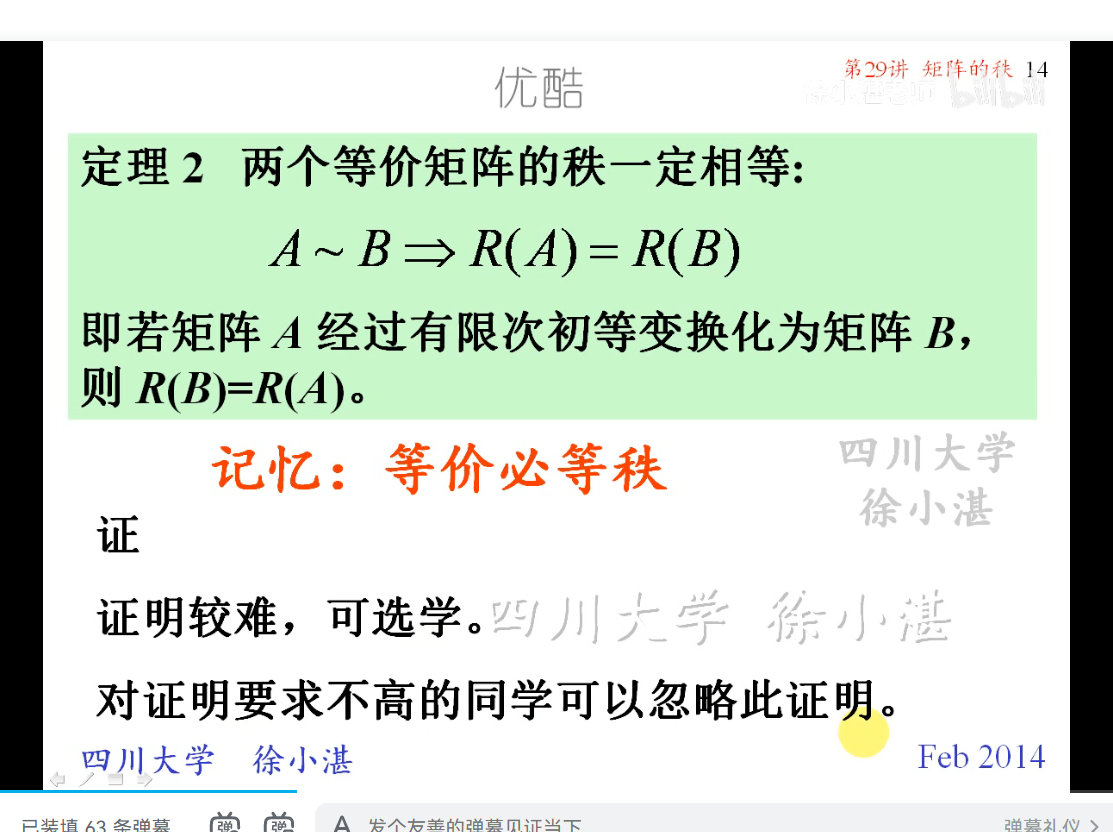 优酷
第29讲 矩阵的秩 14
bilibili
定理 2 两个等价矩阵的秩一定相等:
A ~ B ⇒ R(A) = R(B)
即若矩阵 A 经过有限次初等变换化为矩阵 B，
则 R(B)=R(A)。
记忆：等价必等秩
四川大学
徐小湛
证
证明较难，可选学。
四川大学 徐小湛
对证明要求不高的同学可以忽略此证明。
四川大学 徐小湛
Feb 2014
已装填 63 条弹幕
弹
弹
A 发个友善的弹幕见证当下
弹幕礼仪 >